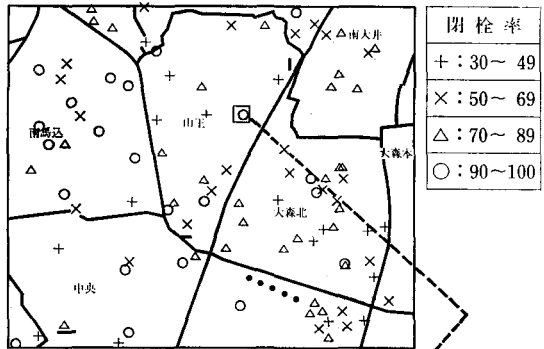 南大井
南馬込
山王
大森本
大森北
中央
閉栓率
+:30~ 49
×:50~ 69
△:70~ 89
○:90~100